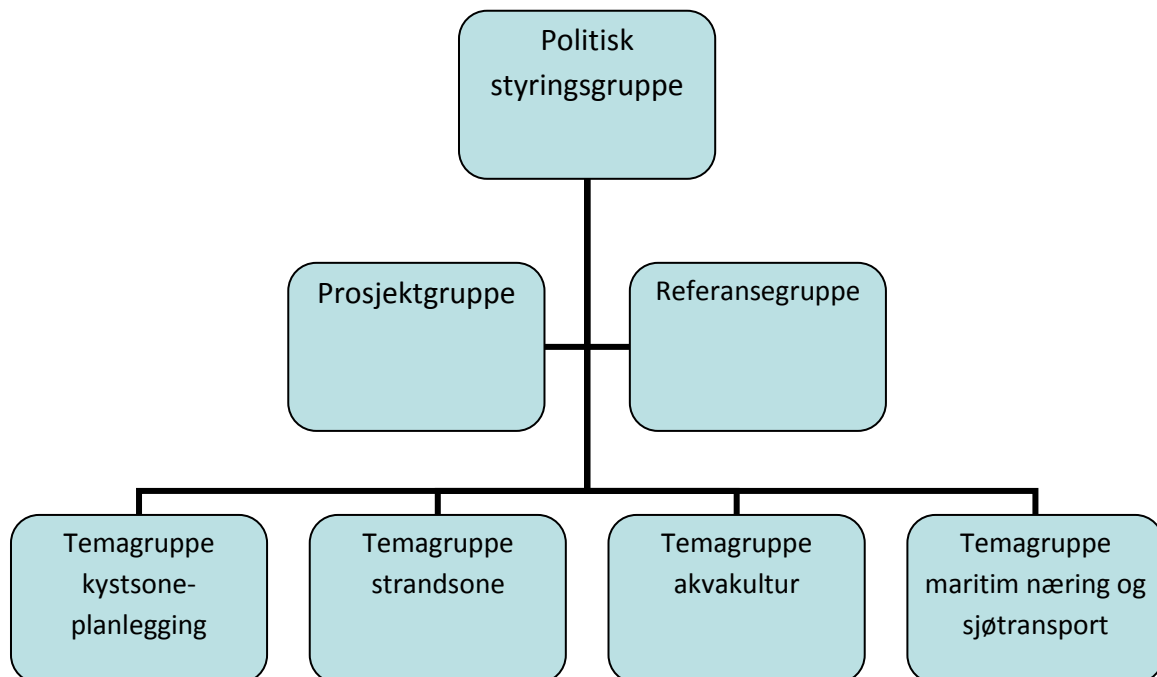 Politisk
styringsgruppe
Prosjektgruppe
Referansegruppe
Temagruppe
kystsone-
planlegging
Temagruppe
strandsone
Temagruppe
akvakultur
Temagruppe
maritim næring og
sjøtransport